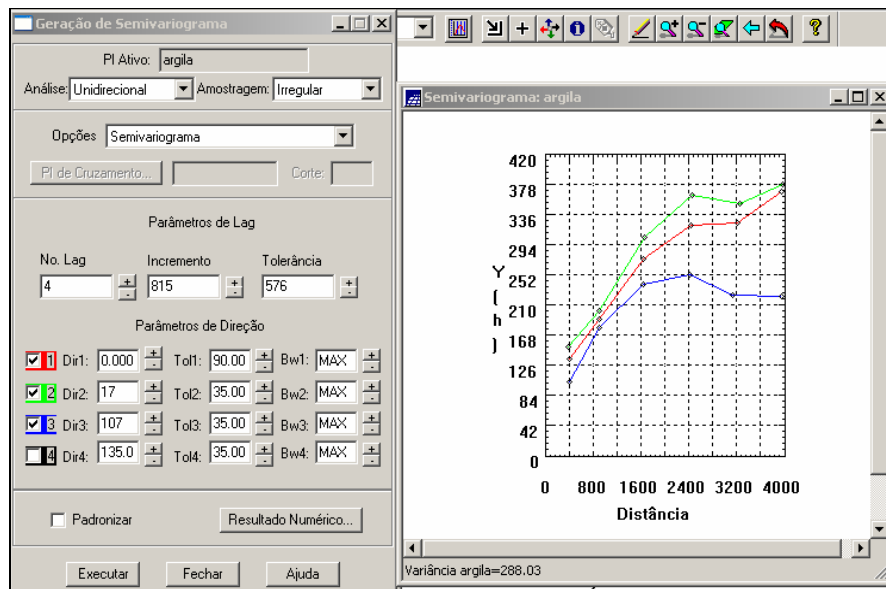 Geração de Semivariograma
PI Ativo: argila
Análise: Unidirecional Amostragem: Irregular
Opções Semivariograma
PI de Cruzamento... Corte:
Parâmetros de Lag
No. Lag Incremento Tolerância
4 815 576
Parâmetros de Direção
1 Dir1: 0.000 Tol1: 90.00 Bw1: MAX
2 Dir2: 17 Tol2: 35.00 Bw2: MAX
3 Dir3: 107 Tol3: 35.00 Bw3: MAX
4 Dir4: 135.0 Tol4: 35.00 Bw4: MAX
Padronizar Resultado Numérico...
Executar Fechar Ajuda
Semivariograma: argila
420
378
336
294
252
210
168
126
84
42
0
Y(h)
0 800 1600 2400 3200 4000
Distância
Variância argila=288.03